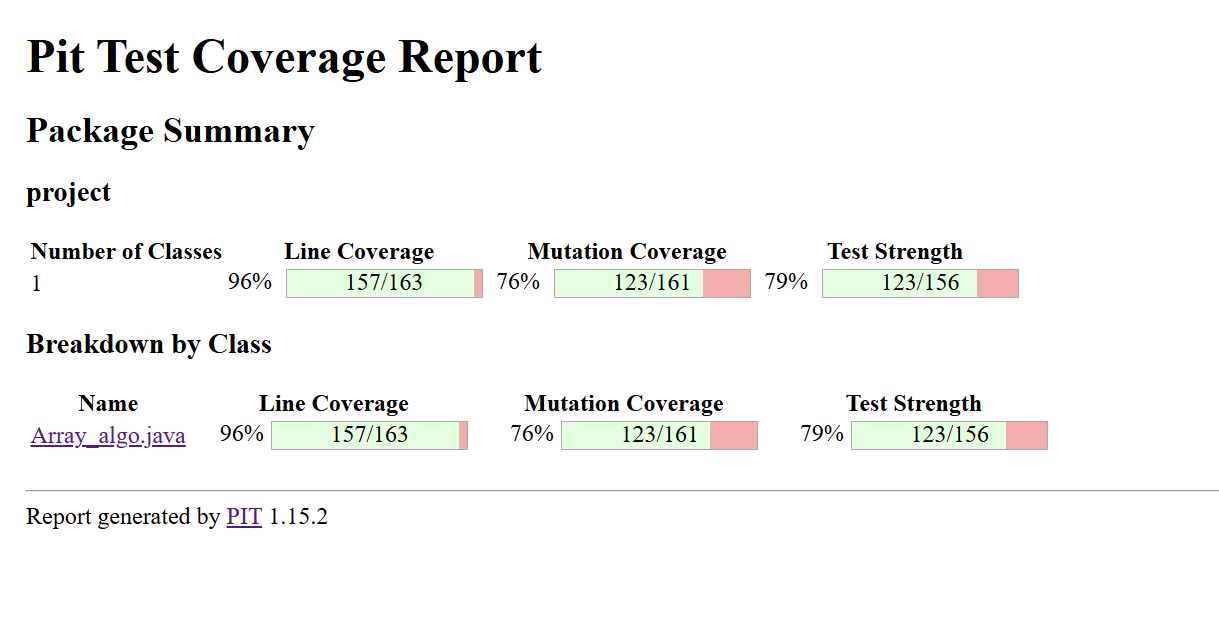 Pit Test Coverage Report
Package Summary
project
Number of Classes Line Coverage Mutation Coverage Test Strength
1 96% 157/163 76% 123/161 79% 123/156
Breakdown by Class
Name Line Coverage Mutation Coverage Test Strength
Array_algo.java 96% 157/163 76% 123/161 79% 123/156
Report generated by PIT 1.15.2